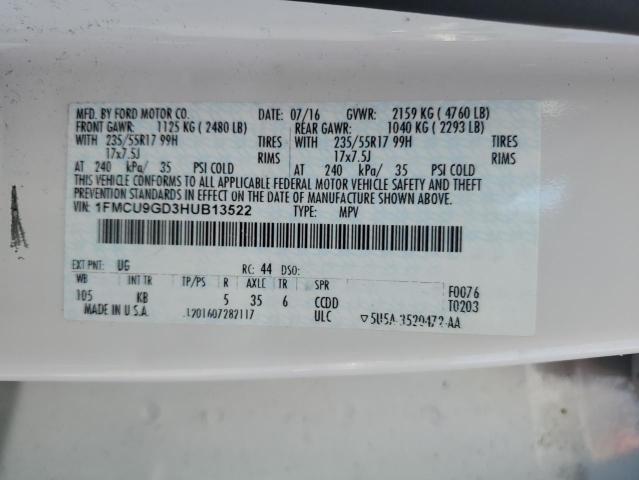 MFD. BY FORD MOTOR CO. DATE: 07/16 GVWR: 2159 KG ( 4760 LB)
FRONT GAWR: 1125 KG ( 2480 LB) REAR GAWR: 1040 KG ( 2293 LB)
WITH 235/55R17 99H TIRES WITH 235/55R17 99H TIRES
17x7.5J RIMS 17x7.5J RIMS
AT 240 kPa/ 35 PSI COLD AT 240 kPa/ 35 PSI COLD
THIS VEHICLE CONFORMS TO ALL APPLICABLE FEDERAL MOTOR VEHICLE SAFETY AND THEFT
PREVENTION STANDARDS IN EFFECT ON THE DATE OF MANUFACTURE SHOWN ABOVE.
VIN: 1FMCU9GD3HUB13522 TYPE: MPV
EXT PNT: UG RC: 44 DSO:
WB INT TR TP/PS R AXLE TR SPR
105 KB 5 35 6 CCDD F0076
MADE IN U.S.A. ULC T0203
▽5U5A-3520472-AA